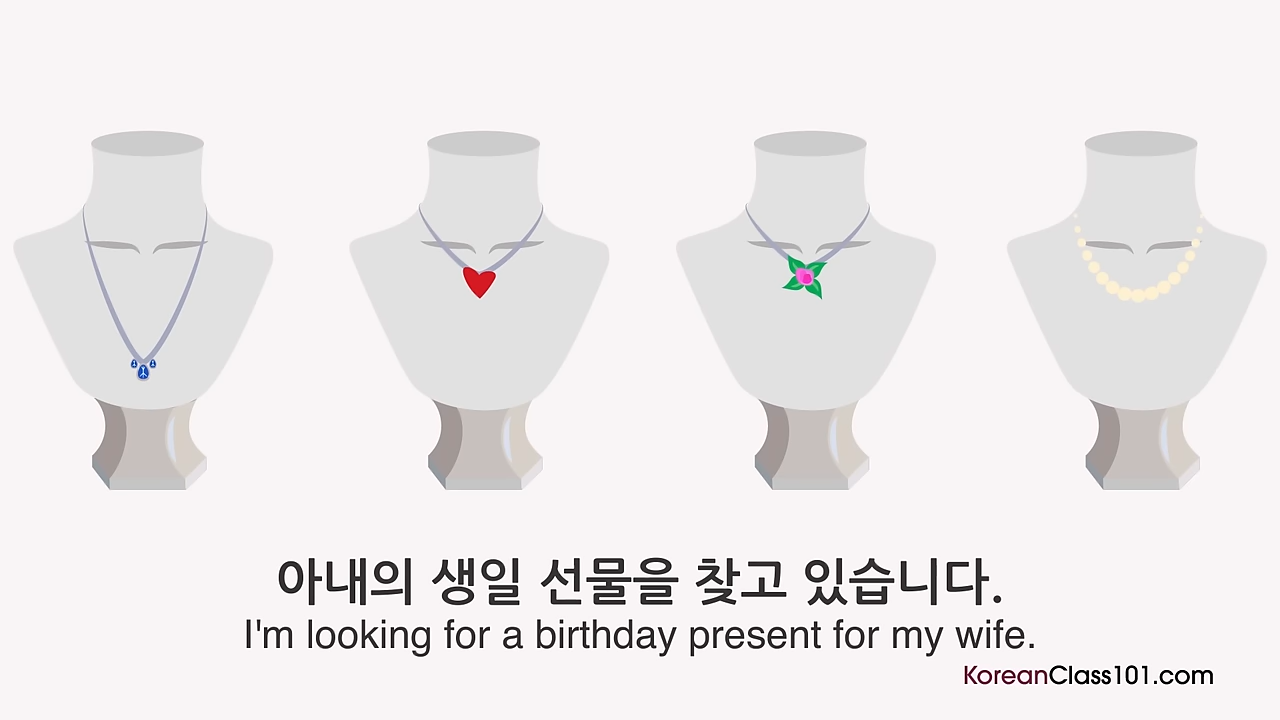 아내의 생일 선물을 찾고 있습니다.
I'm looking for a birthday present for my wife.
KoreanClass101.com